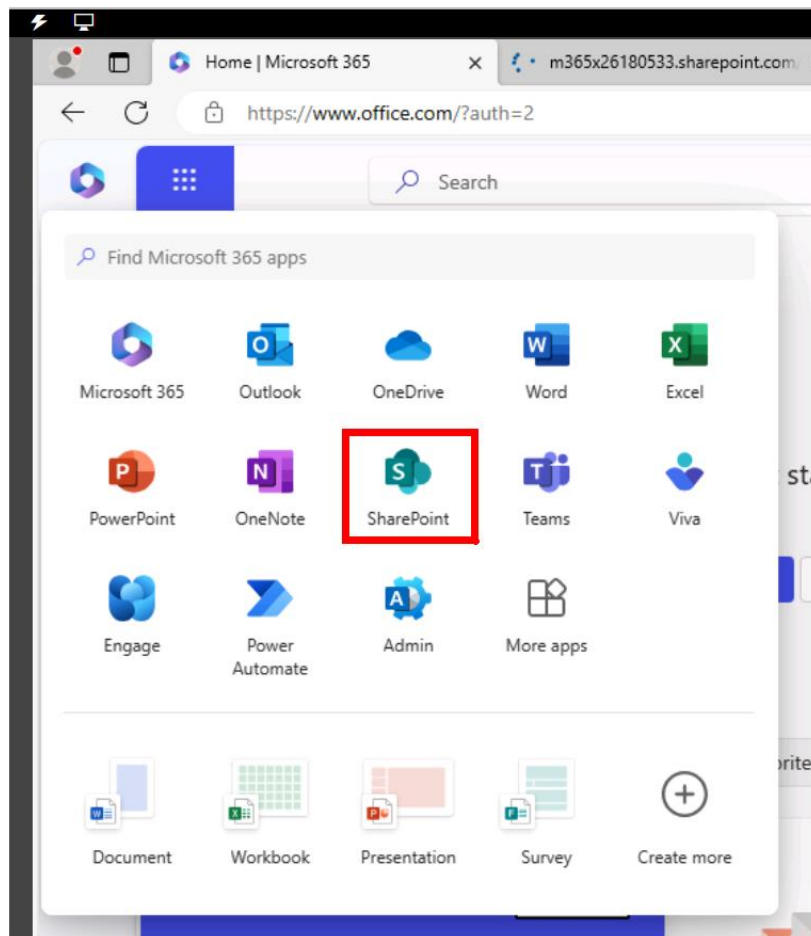 Home | Microsoft 365
m365x26180533.sharepoint.com/
https://www.office.com/?auth=2
Search
Find Microsoft 365 apps
Microsoft 365 Outlook OneDrive Word Excel
PowerPoint OneNote SharePoint Teams Viva
Engage Power Automate Admin More apps
Document Workbook Presentation Survey Create more